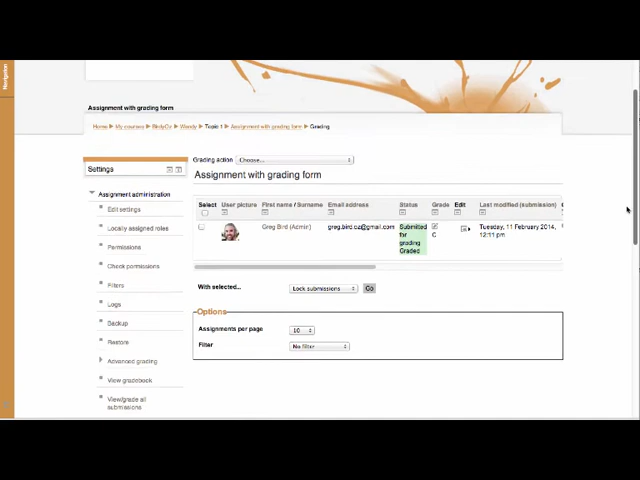 Navigation
Assignment with grading form
Home ▶ My courses ▶ BirdyOz ▶ Wendy ▶ Topic 1 ▶ Assignment with grading form ▶ Grading
Grading action Choose...
Settings
Assignment with grading form
Assignment administration
Edit settings
Locally assigned roles
Permissions
Check permissions
Filters
Logs
Backup
Restore
Advanced grading
View gradebook
View/grade all
submissions
Select User picture First name / Surname Email address Status Grade Edit Last modified (submission)
Greg Bird (Admin) greg.bird.oz@gmail.com Submitted for grading Graded C Tuesday, 11 February 2014, 12:11 pm
With selected... Lock submissions Go
Options
Assignments per page 10
Filter No filter